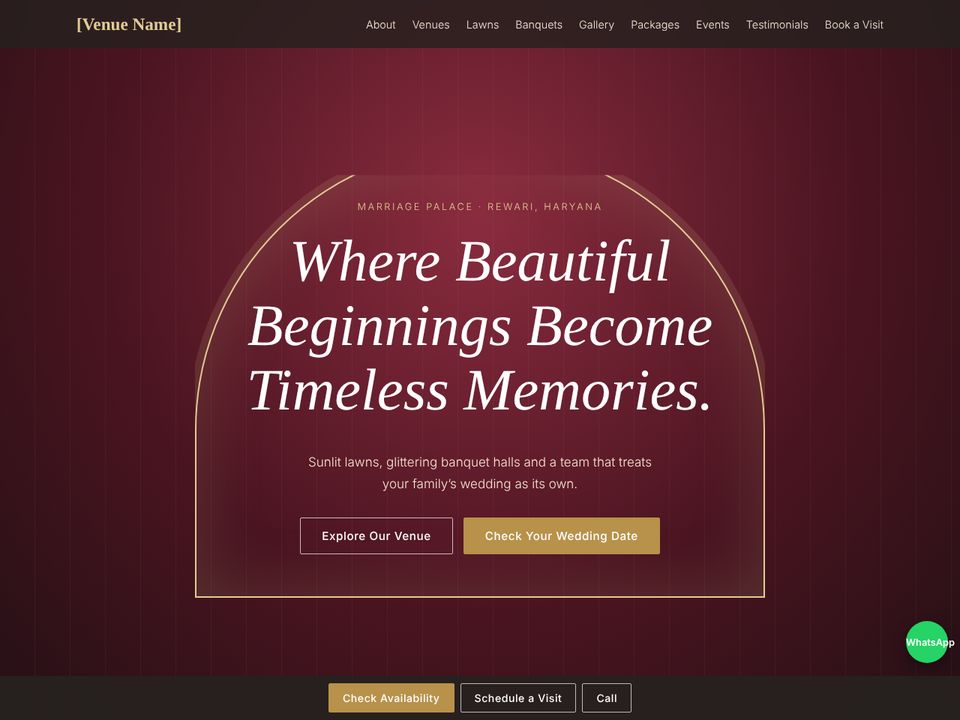 [Venue Name]
About Venues Lawns Banquets Gallery Packages Events Testimonials Book a Visit
MARRIAGE PALACE · REWARI, HARYANA
Where Beautiful
Beginnings Become
Timeless Memories.
Sunlit lawns, glittering banquet halls and a team that treats
your family’s wedding as its own.
Explore Our Venue Check Your Wedding Date
WhatsApp
Check Availability Schedule a Visit Call